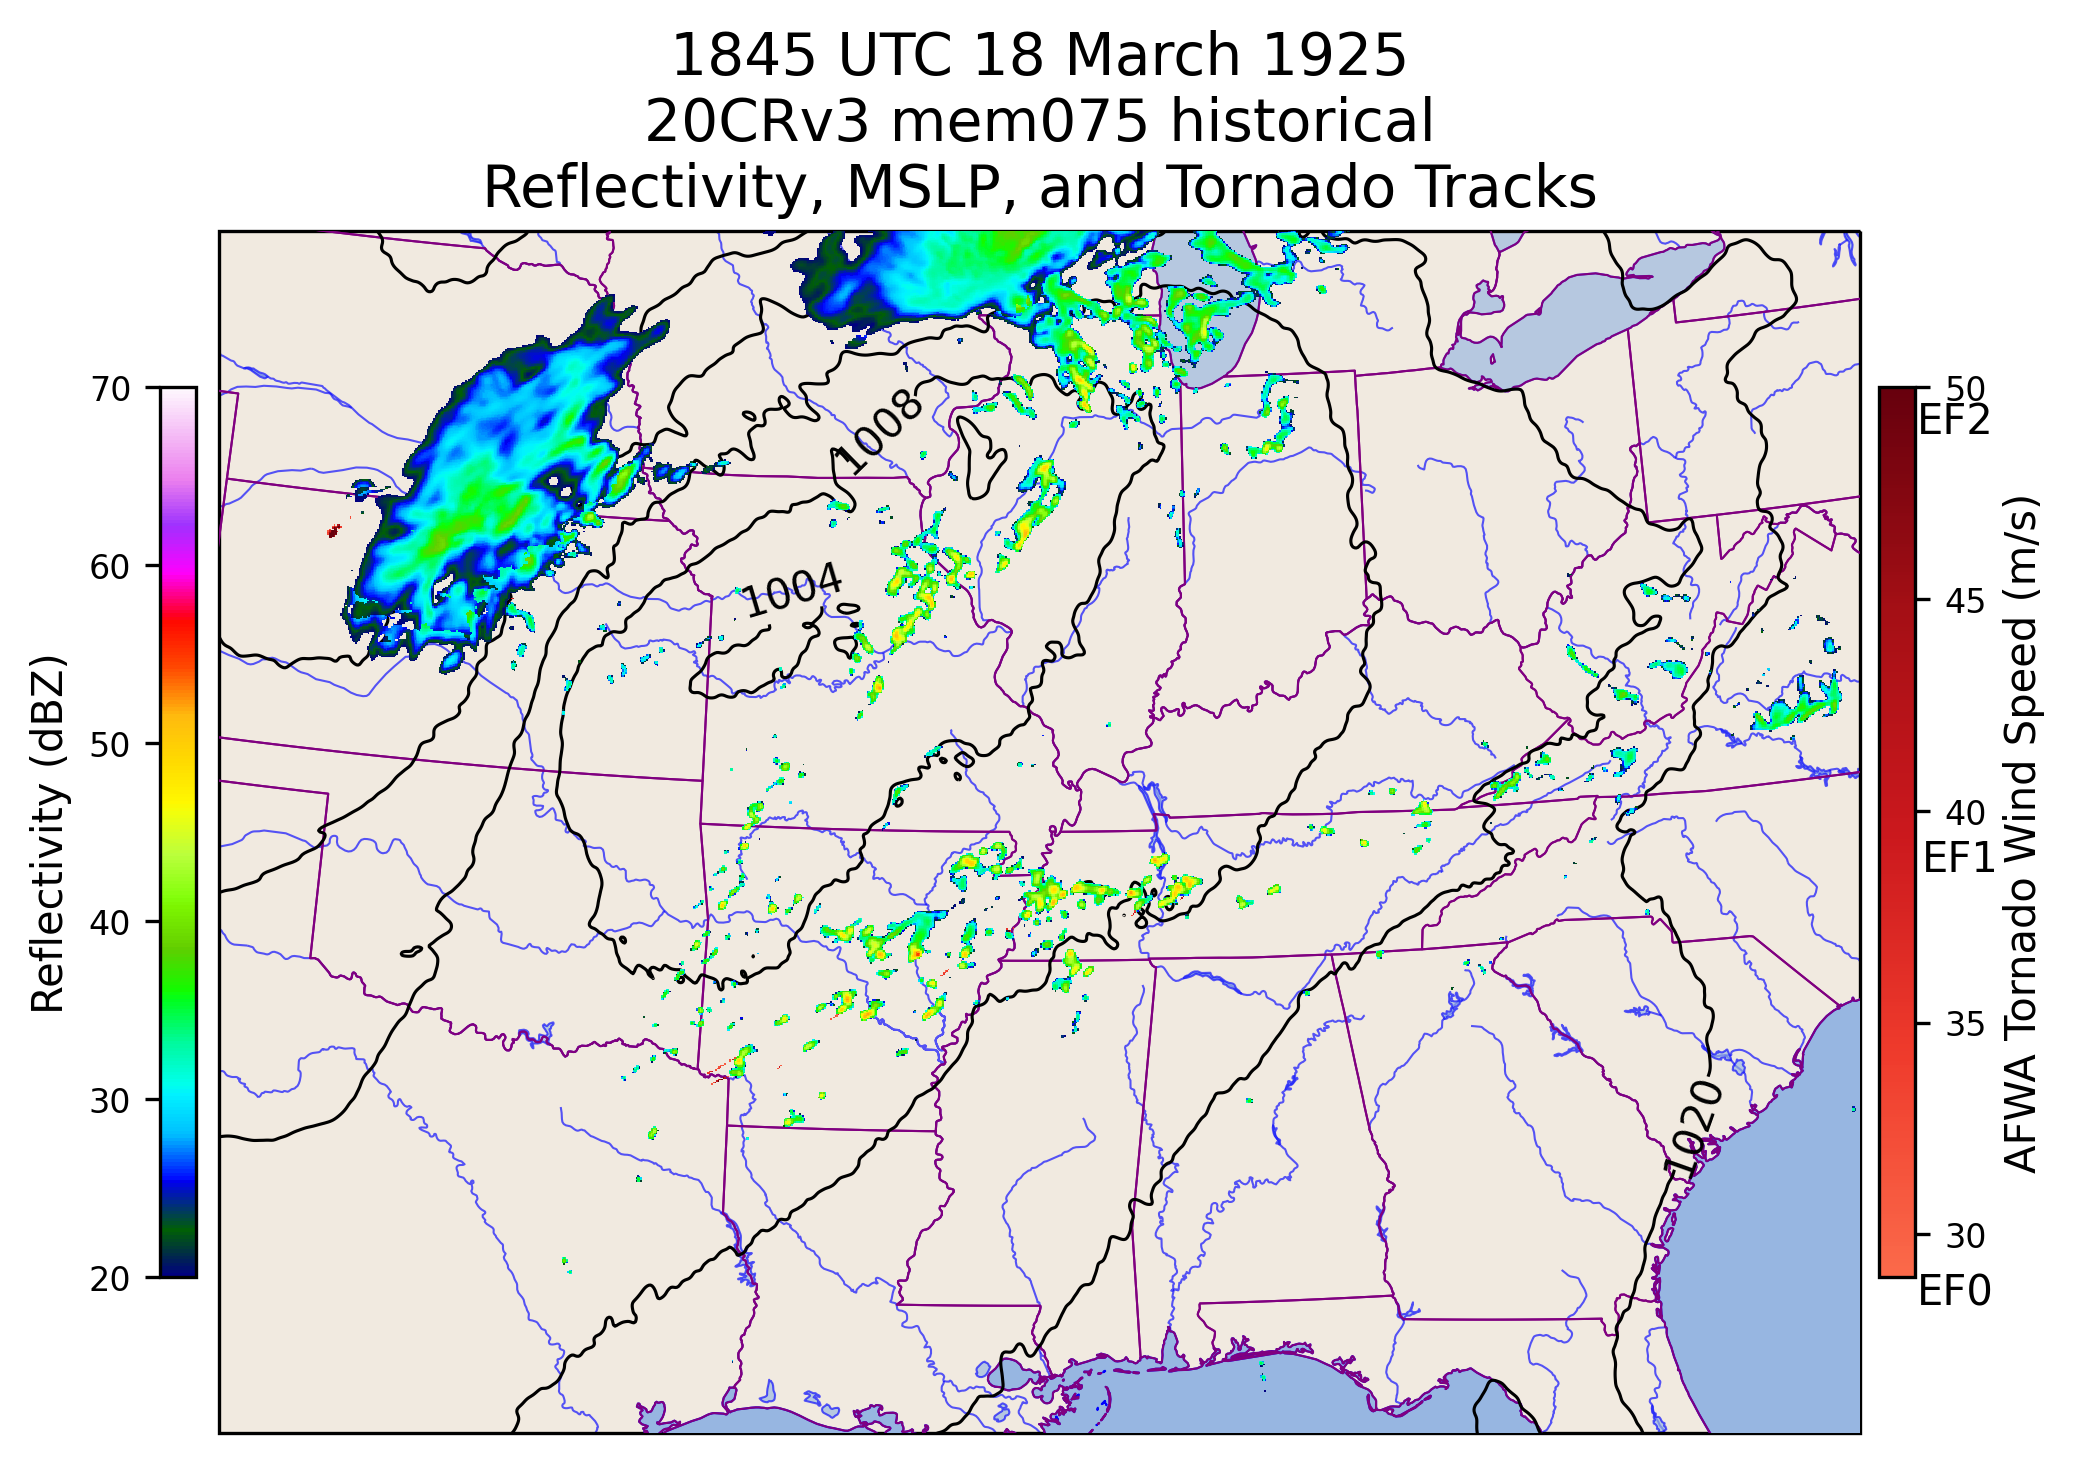 1845 UTC 18 March 1925
20CRv3 mem075 historical
Reflectivity, MSLP, and Tornado Tracks
Reflectivity (dBZ)
70
60
50
40
30
20
1008
1004
1020
50
EF2
45
40
EF1
35
30
EF0
AFWA Tornado Wind Speed (m/s)